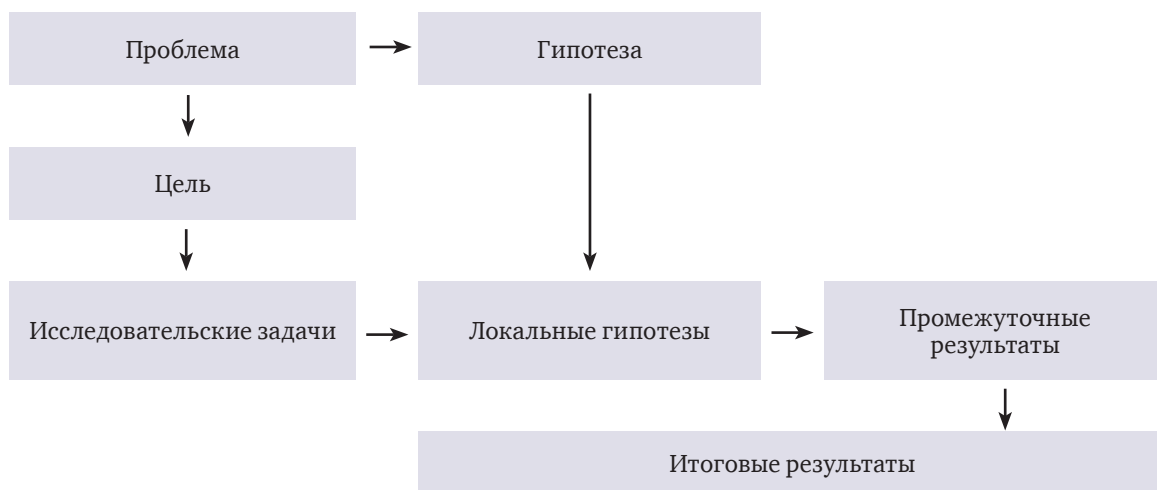 Проблема
Гипотеза
Цель
Исследовательские задачи
Локальные гипотезы
Промежуточные
результаты
Итоговые результаты